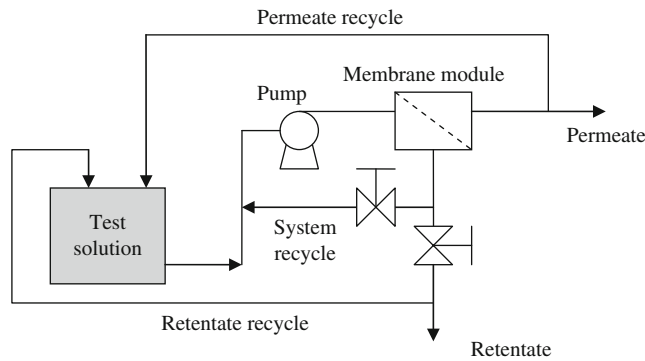 Permeate recycle
Membrane module
Pump
Permeate
Test
solution
System
recycle
Retentate recycle
Retentate